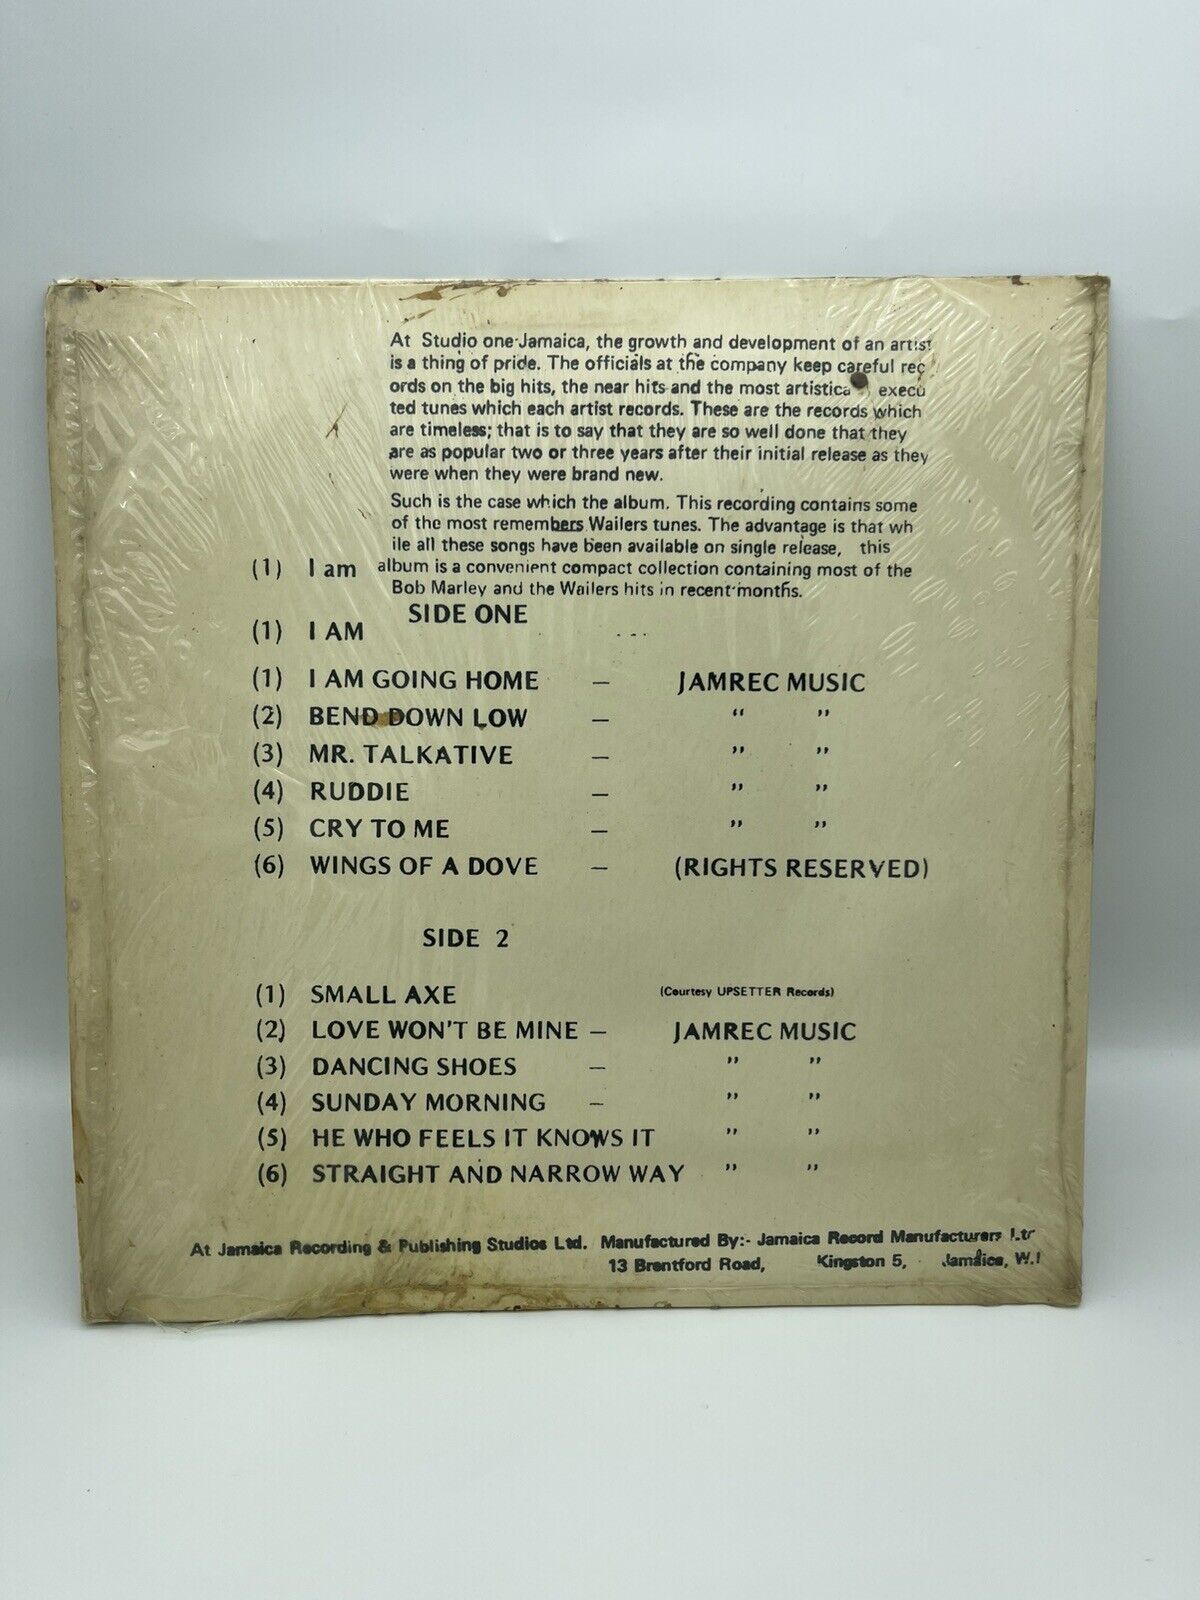 At Studio one Jamaica, the growth and development of an artist
is a thing of pride. The officials at the company keep careful rec
ords on the big hits, the near hits and the most artistica execu
ted tunes which each artist records. These are the records which
are timeless; that is to say that they are so well done that they
are as popular two or three years after their initial release as they
were when they were brand new.
Such is the case which the album. This recording contains some
of the most remembers Wailers tunes. The advantage is that wh
ile all these songs have been available on single release, this
(1) I am album is a convenient compact collection containing most of the
Bob Marley and the Wailers hits in recent months.
SIDE ONE
(1) I AM
(1) I AM GOING HOME – JAMREC MUSIC
(2) BEND DOWN LOW – " "
(3) MR. TALKATIVE – " "
(4) RUDDIE – " "
(5) CRY TO ME – " "
(6) WINGS OF A DOVE – (RIGHTS RESERVED)
SIDE 2
(1) SMALL AXE (Courtesy UPSETTER Records)
(2) LOVE WON'T BE MINE – JAMREC MUSIC
(3) DANCING SHOES – " "
(4) SUNDAY MORNING – " "
(5) HE WHO FEELS IT KNOWS IT " "
(6) STRAIGHT AND NARROW WAY " "
At Jamaica Recording & Publishing Studios Ltd. Manufactured By:- Jamaica Record Manufacturers Ltd
13 Brentford Road, Kingston 5, Jamaica, W.I